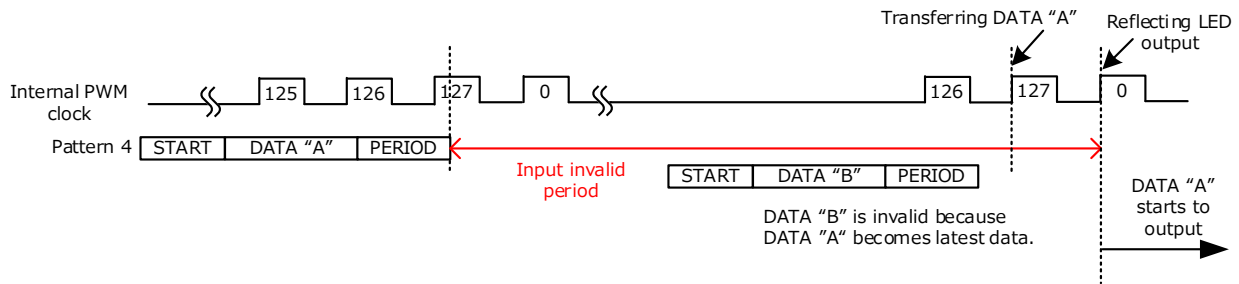 Transferring DATA “A”
Reflecting LED
output
Internal PWM
clock
125 126 127 0 126 127 0
Pattern 4 START DATA “A” PERIOD
Input invalid
period
START DATA “B” PERIOD
DATA “B” is invalid because
DATA ”A“ becomes latest data.
DATA “A”
starts to
output